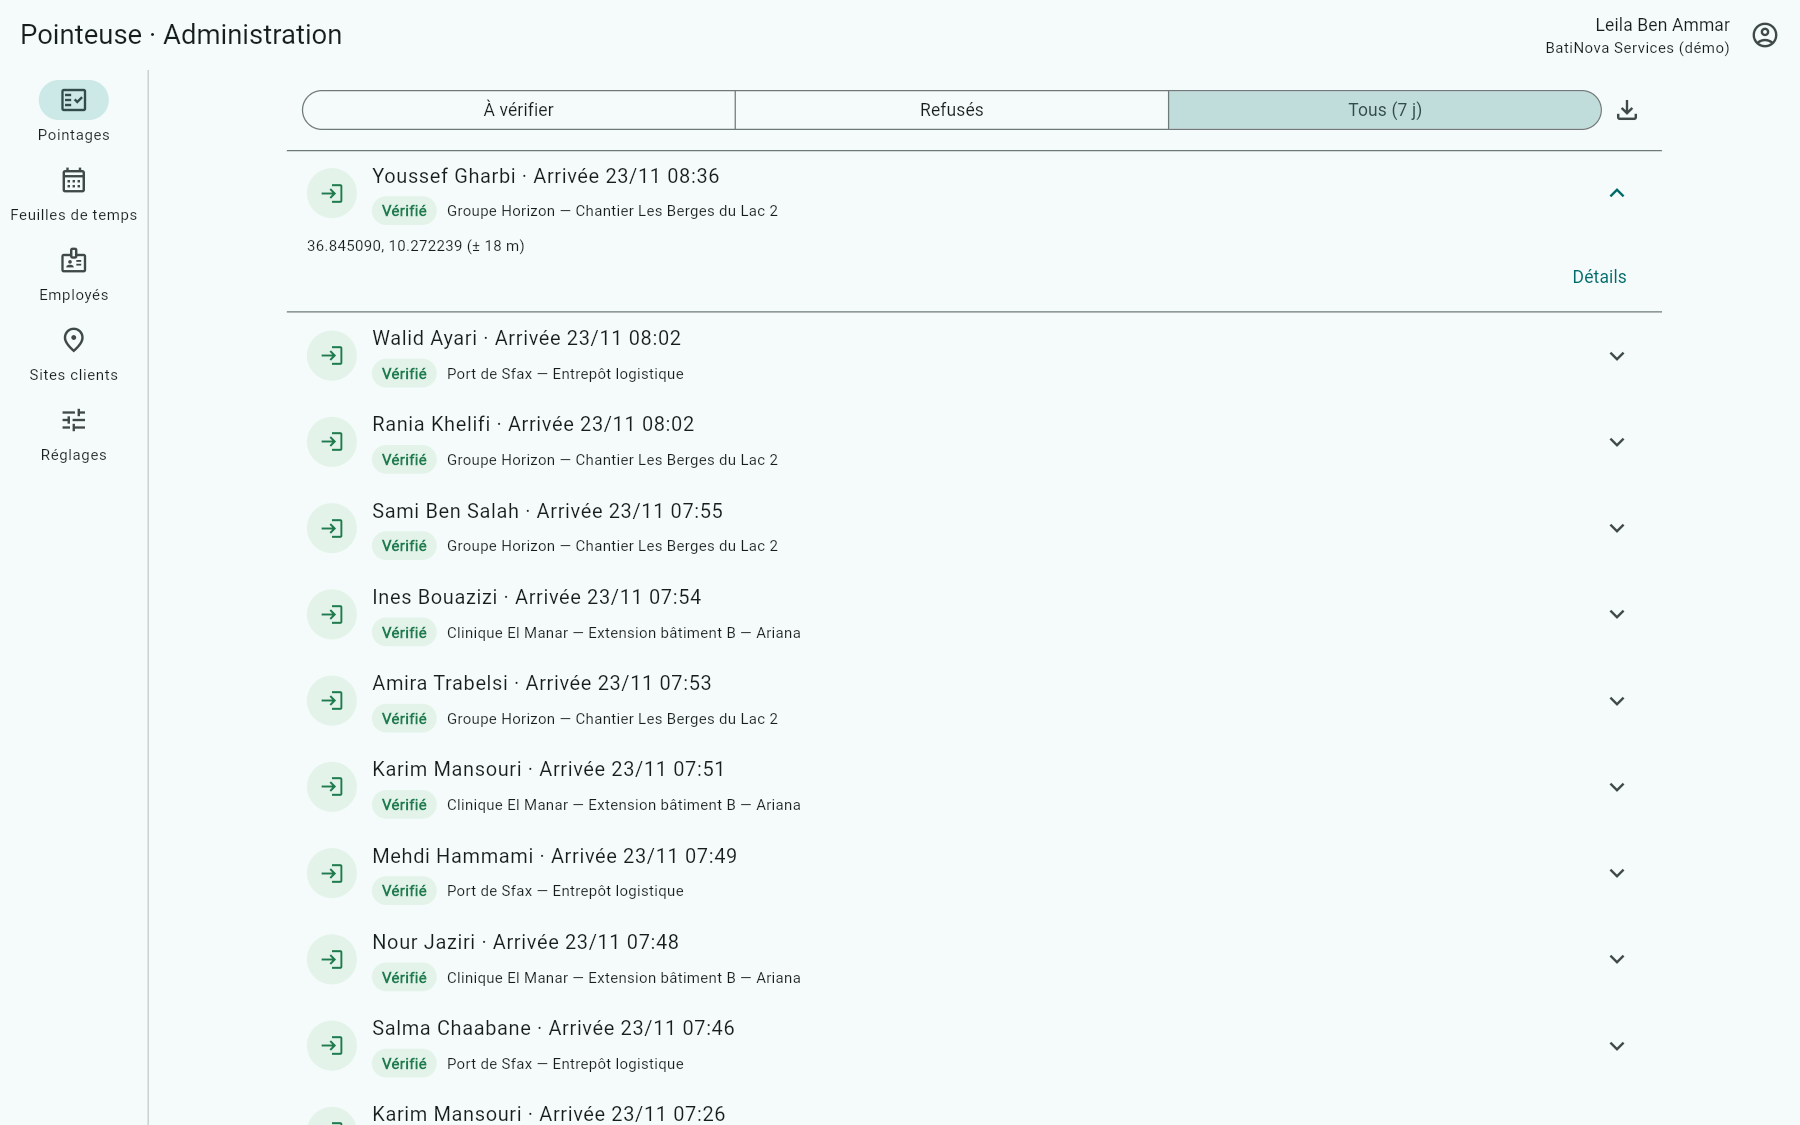 Pointeuse · Administration
Leila Ben Ammar
BatiNova Services (démo)
Pointages
Feuilles de temps
Employés
Sites clients
Réglages
À vérifier
Refusés
Tous (7 j)
Youssef Gharbi · Arrivée 23/11 08:36
Vérifié Groupe Horizon — Chantier Les Berges du Lac 2
36.845090, 10.272239 (± 18 m)
Détails
Walid Ayari · Arrivée 23/11 08:02
Vérifié Port de Sfax — Entrepôt logistique
Rania Khelifi · Arrivée 23/11 08:02
Vérifié Groupe Horizon — Chantier Les Berges du Lac 2
Sami Ben Salah · Arrivée 23/11 07:55
Vérifié Groupe Horizon — Chantier Les Berges du Lac 2
Ines Bouazizi · Arrivée 23/11 07:54
Vérifié Clinique El Manar — Extension bâtiment B — Ariana
Amira Trabelsi · Arrivée 23/11 07:53
Vérifié Groupe Horizon — Chantier Les Berges du Lac 2
Karim Mansouri · Arrivée 23/11 07:51
Vérifié Clinique El Manar — Extension bâtiment B — Ariana
Mehdi Hammami · Arrivée 23/11 07:49
Vérifié Port de Sfax — Entrepôt logistique
Nour Jaziri · Arrivée 23/11 07:48
Vérifié Clinique El Manar — Extension bâtiment B — Ariana
Salma Chaabane · Arrivée 23/11 07:46
Vérifié Port de Sfax — Entrepôt logistique
Karim Mansouri · Arrivée 23/11 07:26